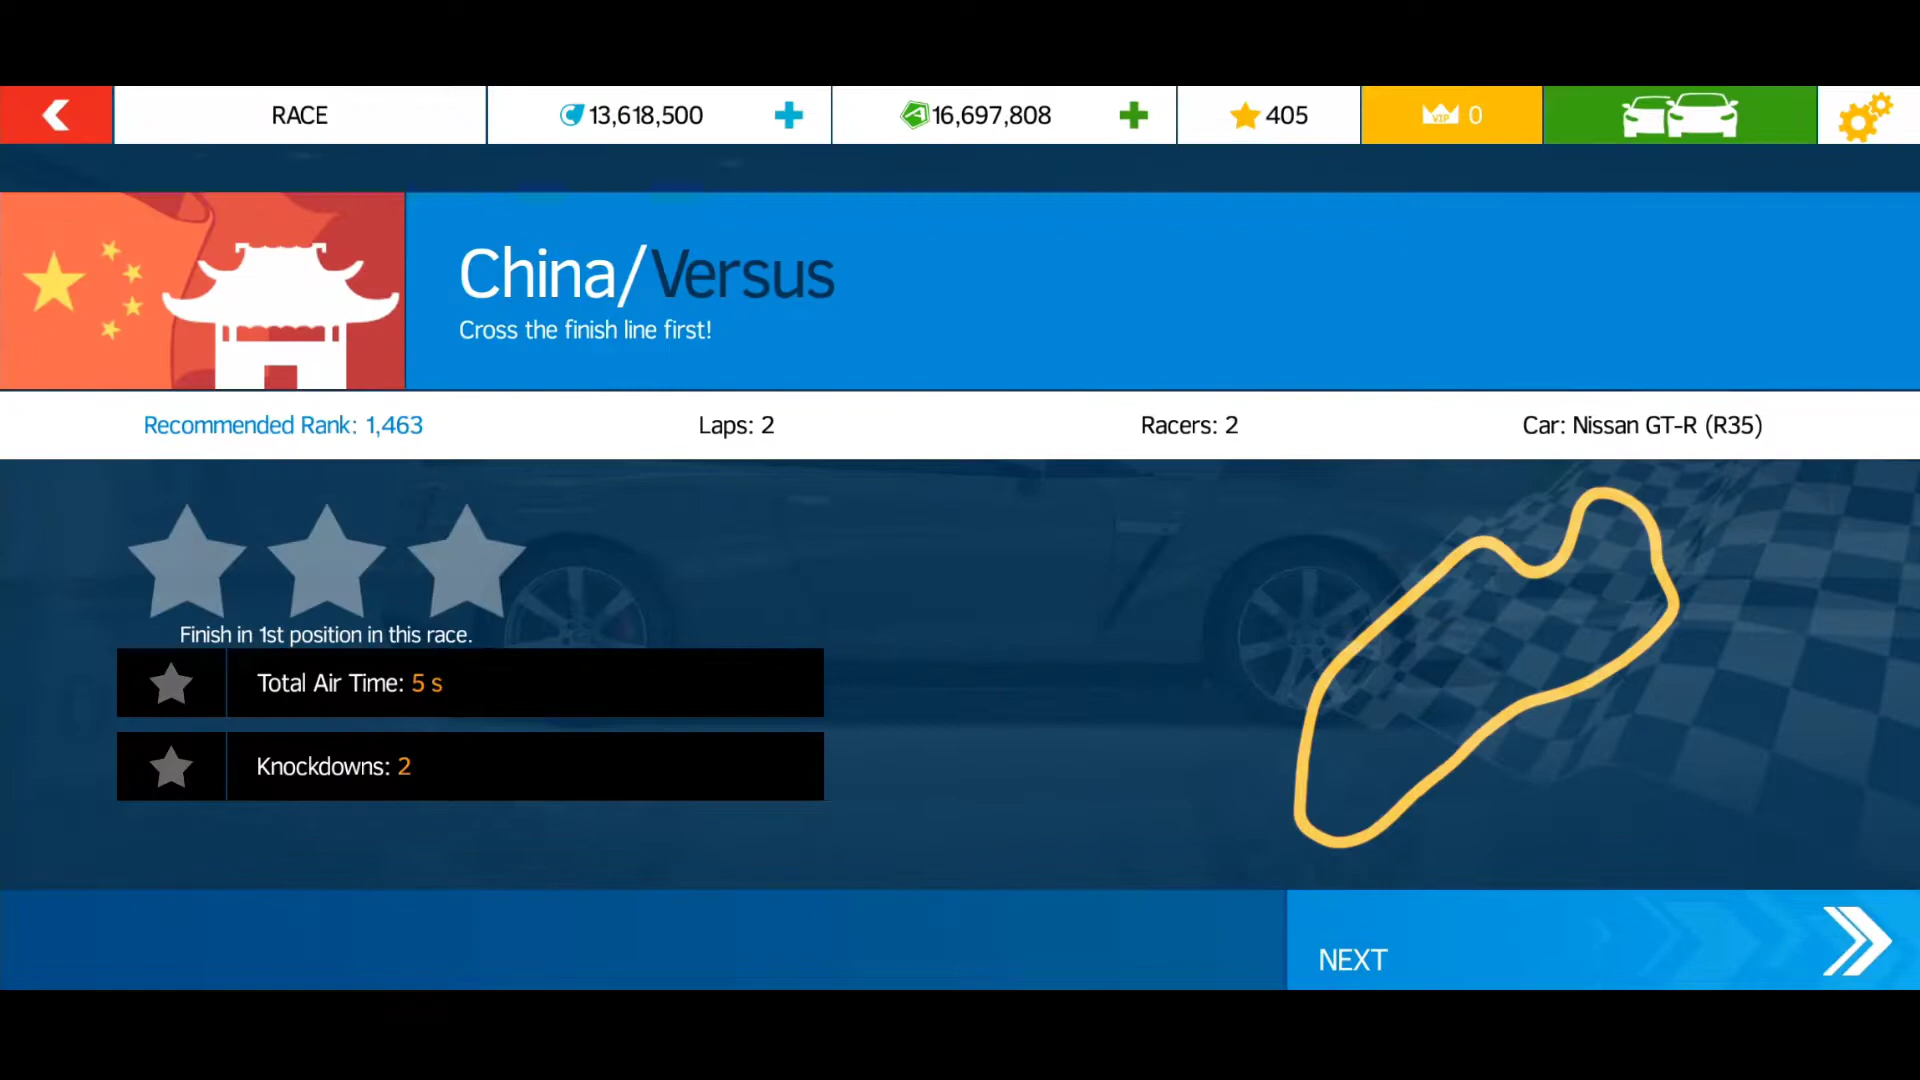 RACE
13,618,500
16,697,808
405
VIP 0
China/Versus
Cross the finish line first!
Recommended Rank: 1,463
Laps: 2
Racers: 2
Car: Nissan GT-R (R35)
Finish in 1st position in this race.
Total Air Time: 5 s
Knockdowns: 2
NEXT